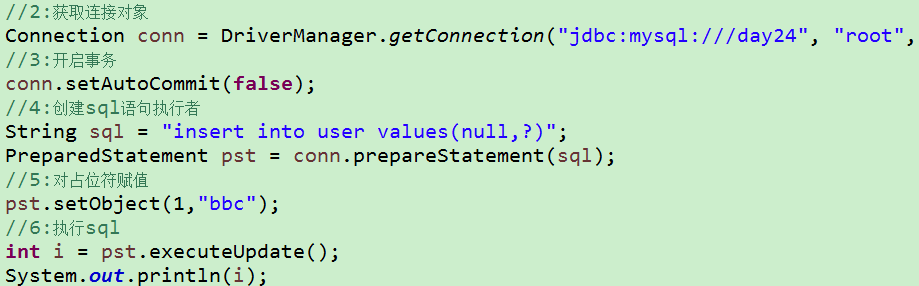 //2:获取连接对象
Connection conn = DriverManager.getConnection("jdbc:mysql:///day24", "root",
//3:开启事务
conn.setAutoCommit(false);
//4:创建sql语句执行者
String sql = "insert into user values(null,?)";
PreparedStatement pst = conn.prepareStatement(sql);
//5:对占位符赋值
pst.setObject(1,"bbc");
//6:执行sql
int i = pst.executeUpdate();
System.out.println(i);